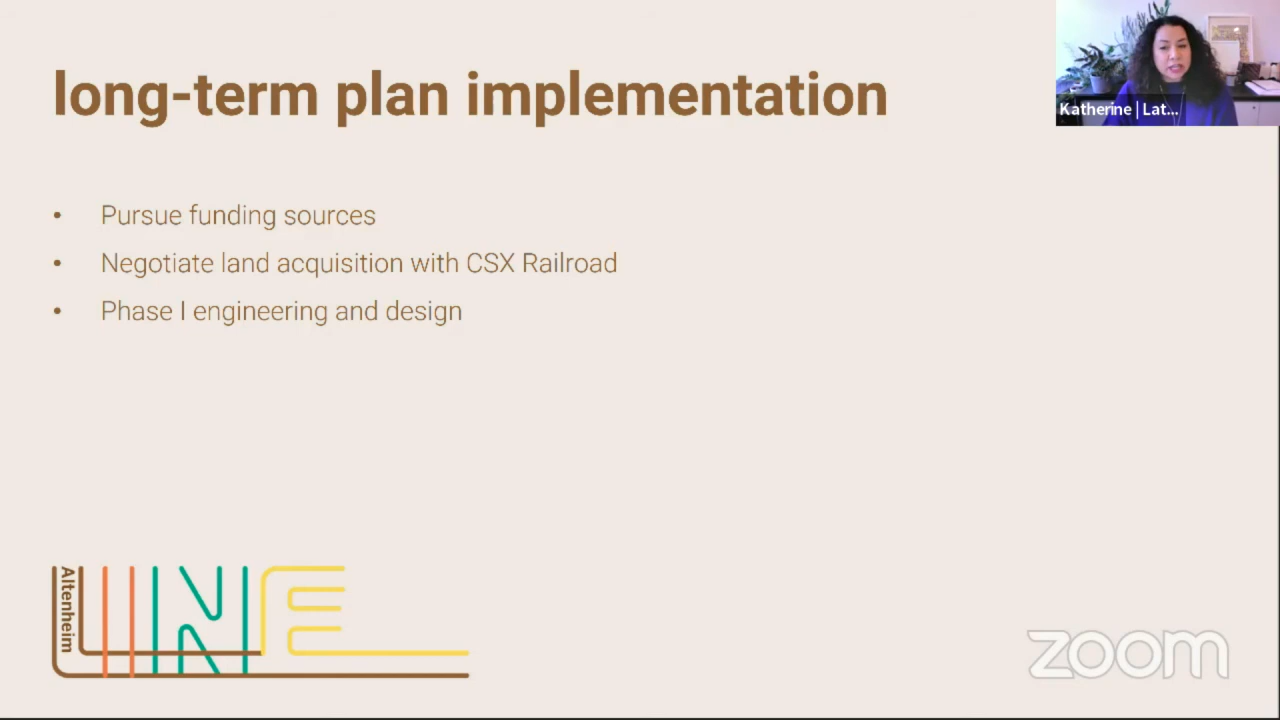 long-term plan implementation
Katherine | Lat...
• Pursue funding sources
• Negotiate land acquisition with CSX Railroad
• Phase I engineering and design
Altenheim
LINE
zoom